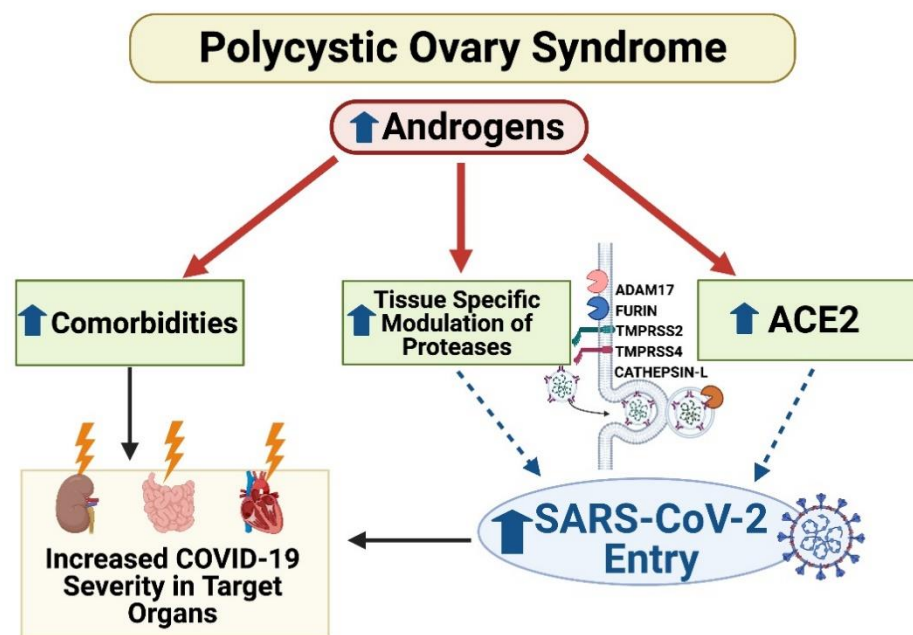 Polycystic Ovary Syndrome
Androgens
Comorbidities
Tissue Specific
Modulation of
Proteases
ADAM17
FURIN
TMPRSS2
TMPRSS4
CATHEPSIN-L
ACE2
SARS-CoV-2
Entry
Increased COVID-19
Severity in Target
Organs